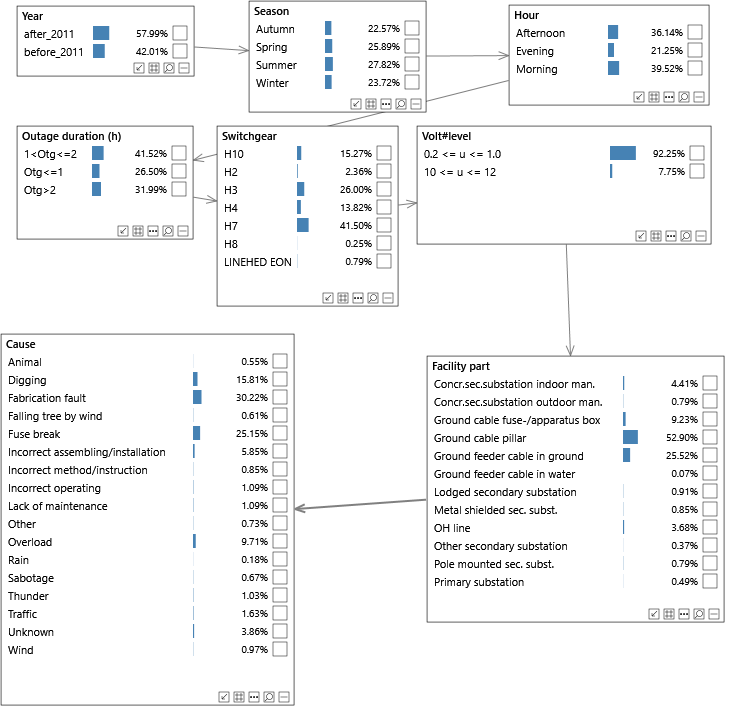 Year
after_2011 57.99%
before_2011 42.01%
Season
Autumn 22.57%
Spring 25.89%
Summer 27.82%
Winter 23.72%
Hour
Afternoon 36.14%
Evening 21.25%
Morning 39.52%
Outage duration (h)
1<Otg<=2 41.52%
Otg<=1 26.50%
Otg>2 31.99%
Switchgear
H10 15.27%
H2 2.36%
H3 26.00%
H4 13.82%
H7 41.50%
H8 0.25%
LINEHED EON 0.79%
Volt#level
0.2 <= u <= 1.0 92.25%
10 <= u <= 12 7.75%
Cause
Animal 0.55%
Digging 15.81%
Fabrication fault 30.22%
Falling tree by wind 0.61%
Fuse break 25.15%
Incorrect assembling/installation 5.85%
Incorrect method/instruction 0.85%
Incorrect operating 1.09%
Lack of maintenance 1.09%
Other 0.73%
Overload 9.71%
Rain 0.18%
Sabotage 0.67%
Thunder 1.03%
Traffic 1.63%
Unknown 3.86%
Wind 0.97%
Facility part
Concr.sec.substation indoor man. 4.41%
Concr.sec.substation outdoor man. 0.79%
Ground cable fuse-/apparatus box 9.23%
Ground cable pillar 52.90%
Ground feeder cable in ground 25.52%
Ground feeder cable in water 0.07%
Lodged secondary substation 0.91%
Metal shielded sec. subst. 0.85%
OH line 3.68%
Other secondary substation 0.37%
Pole mounted sec. subst. 0.79%
Primary substation 0.49%